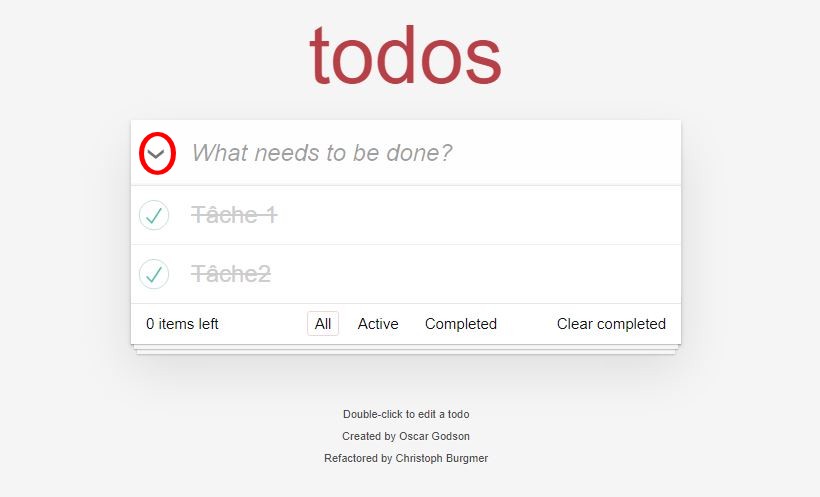 todos
What needs to be done?
Tâche 1
Tâche2
0 items left All Active Completed Clear completed
Double-click to edit a todo
Created by Oscar Godson
Refactored by Christoph Burgmer